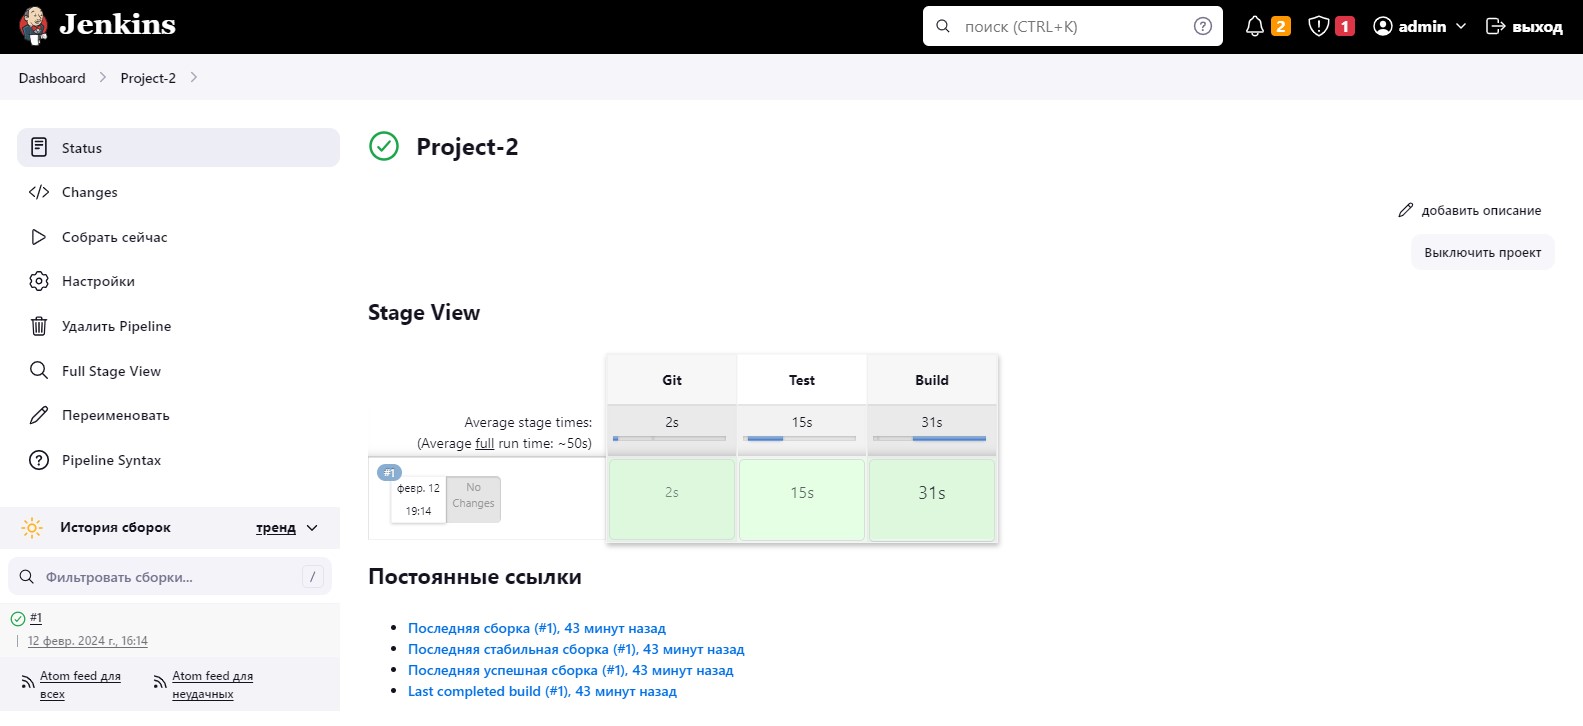 Jenkins
поиск (CTRL+K)
2
1
admin
выход
Dashboard
Project-2
Status
Changes
Собрать сейчас
Настройки
Удалить Pipeline
Full Stage View
Переименовать
Pipeline Syntax
История сборок
тренд
Фильтровать сборки...
/
#1
12 февр. 2024 г., 16:14
Atom feed для
всех
Atom feed для
неудачных
Project-2
добавить описание
Выключить проект
Stage View
Git Test Build
Average stage times: 2s 15s 31s
(Average full run time: ~50s)
#1
февр. 12
19:14
No
Changes
2s 15s 31s
Постоянные ссылки
Последняя сборка (#1), 43 минут назад
Последняя стабильная сборка (#1), 43 минут назад
Последняя успешная сборка (#1), 43 минут назад
Last completed build (#1), 43 минут назад